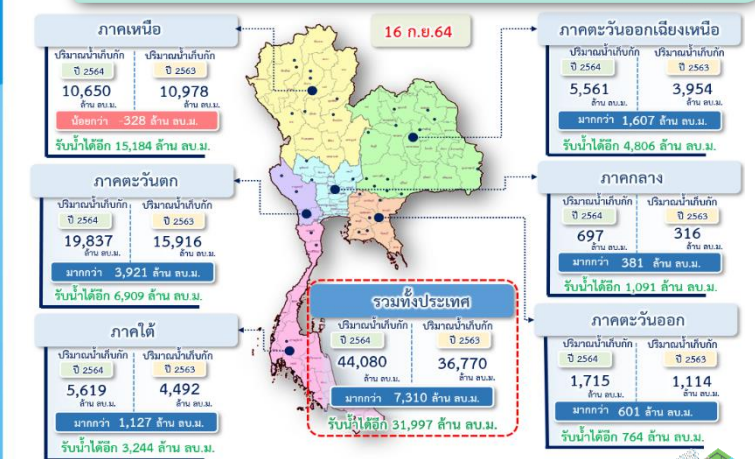 16 ก.ย.64
ภาคเหนือ
ปริมาณน้ำเก็บกัก ปริมาณน้ำเก็บกัก
ปี 2564 ปี 2563
10,650 10,978
ล้าน ลบ.ม. ล้าน ลบ.ม.
น้อยกว่า -328 ล้าน ลบ.ม.
รับน้ำได้อีก 15,184 ล้าน ลบ.ม.
ภาคตะวันออกเฉียงเหนือ
ปริมาณน้ำเก็บกัก ปริมาณน้ำเก็บกัก
ปี 2564 ปี 2563
5,561 3,954
ล้าน ลบ.ม. ล้าน ลบ.ม.
มากกว่า 1,607 ล้าน ลบ.ม.
รับน้ำได้อีก 4,806 ล้าน ลบ.ม.
ภาคตะวันตก
ปริมาณน้ำเก็บกัก ปริมาณน้ำเก็บกัก
ปี 2564 ปี 2563
19,837 15,916
ล้าน ลบ.ม. ล้าน ลบ.ม.
มากกว่า 3,921 ล้าน ลบ.ม.
รับน้ำได้อีก 6,909 ล้าน ลบ.ม.
ภาคกลาง
ปริมาณน้ำเก็บกัก ปริมาณน้ำเก็บกัก
ปี 2564 ปี 2563
697 316
ล้าน ลบ.ม. ล้าน ลบ.ม.
มากกว่า 381 ล้าน ลบ.ม.
รับน้ำได้อีก 1,091 ล้าน ลบ.ม.
ภาคใต้
ปริมาณน้ำเก็บกัก ปริมาณน้ำเก็บกัก
ปี 2564 ปี 2563
5,619 4,492
ล้าน ลบ.ม. ล้าน ลบ.ม.
มากกว่า 1,127 ล้าน ลบ.ม.
รับน้ำได้อีก 3,244 ล้าน ลบ.ม.
รวมทั้งประเทศ
ปริมาณน้ำเก็บกัก ปริมาณน้ำเก็บกัก
ปี 2564 ปี 2563
44,080 36,770
ล้าน ลบ.ม. ล้าน ลบ.ม.
มากกว่า 7,310 ล้าน ลบ.ม.
รับน้ำได้อีก 31,997 ล้าน ลบ.ม.
ภาคตะวันออก
ปริมาณน้ำเก็บกัก ปริมาณน้ำเก็บกัก
ปี 2564 ปี 2563
1,715 1,114
ล้าน ลบ.ม. ล้าน ลบ.ม.
มากกว่า 601 ล้าน ลบ.ม.
รับน้ำได้อีก 764 ล้าน ลบ.ม.